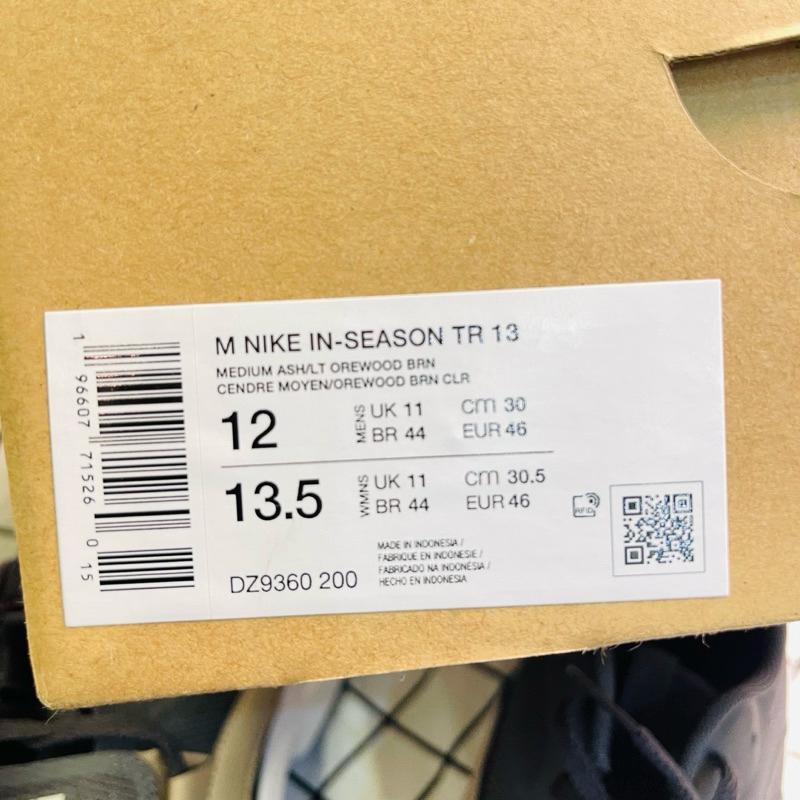 M NIKE IN-SEASON TR 13
MEDIUM ASH/LT OREWOOD BRN
CENDRE MOYEN/OREWOOD BRN CLR
12 MENS UK 11 cm 30
BR 44 EUR 46
13.5 WMNS UK 11 cm 30.5
BR 44 EUR 46
RFID
MADE IN INDONESIA /
FABRIQUE EN INDONESIE /
FABRICADO NA INDONÉSIA /
HECHO EN INDONESIA
DZ9360 200
1 96607 71526 0 15